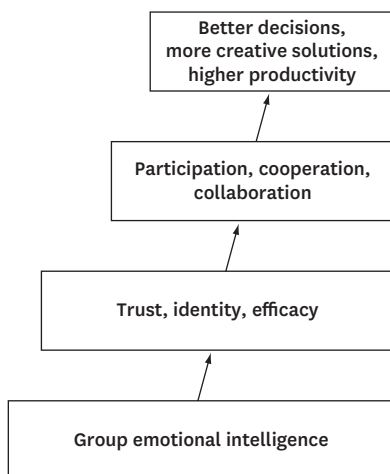 Better decisions,
more creative solutions,
higher productivity
Participation, cooperation,
collaboration
Trust, identity, efficacy
Group emotional intelligence